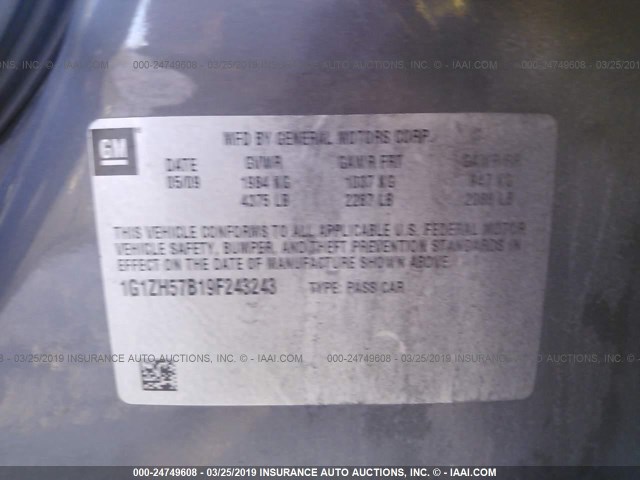 000-24749608 - 03/25/2019 INSURANCE AUTO AUCTIONS, INC. - © - IAAI.COM
GM
MFD BY GENERAL MOTORS CORP
DATE GVWR GAWR FRT GAWR RR
05/09 1984 KG 1037 KG 947 KG
4375 LB 2287 LB 2088 LB
THIS VEHICLE CONFORMS TO ALL APPLICABLE U.S. FEDERAL MOTOR
VEHICLE SAFETY, BUMPER, AND THEFT PREVENTION STANDARDS IN
EFFECT ON THE DATE OF MANUFACTURE SHOWN ABOVE.
1G1ZH57B19F243243 TYPE: PASS CAR
000-24749608 - 03/25/2019 INSURANCE AUTO AUCTIONS, INC. - © - IAAI.COM
000-24749608 - 03/25/2019 INSURANCE AUTO AUCTIONS, INC. - © - IAAI.COM